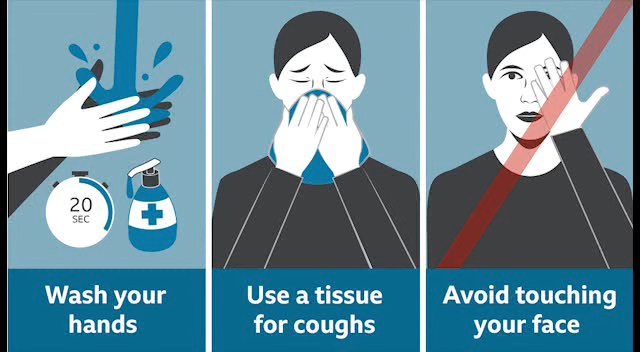 20
SEC
Wash your
hands
Use a tissue
for coughs
Avoid touching
your face